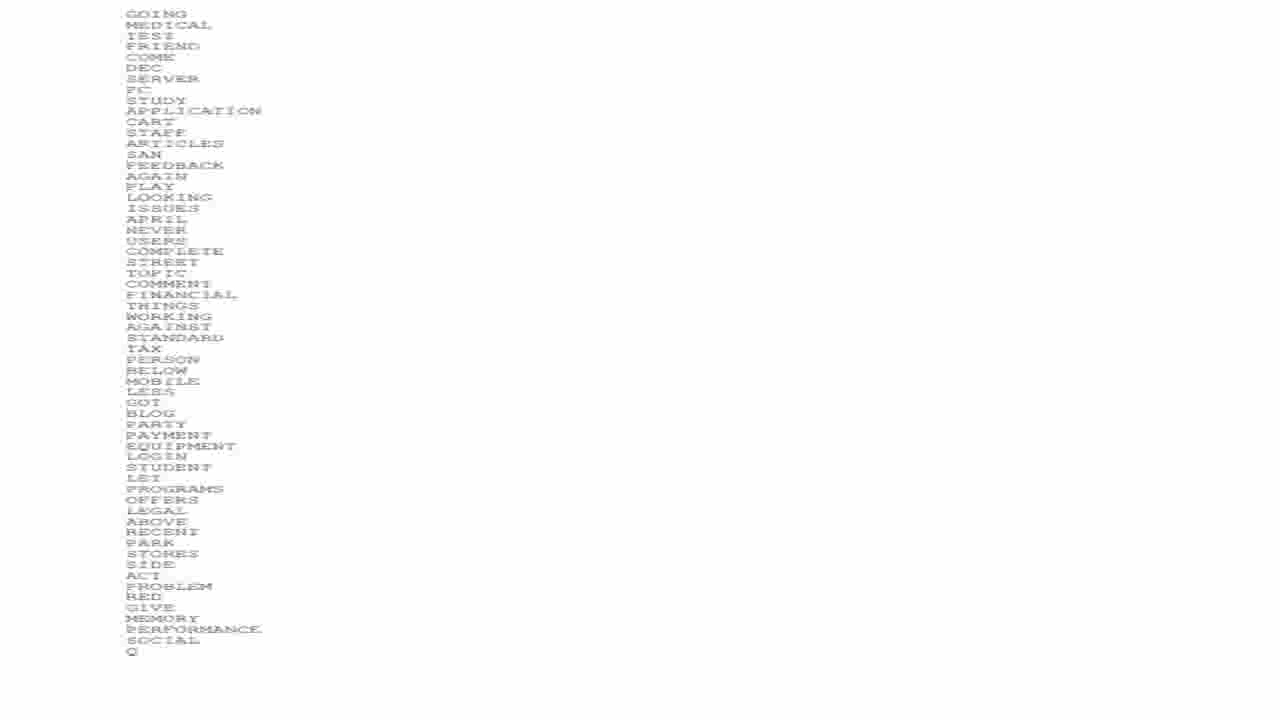 GOING
MEDICAL
TEST
FRIEND
COME
DEC
SERVER
PC
STUDY
APPLICATION
CART
STAFF
ARTICLES
SAN
FEEDBACK
AGAIN
PLAY
LOOKING
ISSUES
APRIL
NEVER
USERS
COMPLETE
STREET
TOPIC
COMMENT
FINANCIAL
THINGS
WORKING
AGAINST
STANDARD
TAX
PERSON
BELOW
MOBILE
LESS
GOT
BLOG
PARTY
PAYMENT
EQUIPMENT
LOGIN
STUDENT
LET
PROGRAMS
OFFERS
LEGAL
ABOVE
RECENT
PARK
STORES
SIDE
ACT
PROBLEM
RED
GIVE
MEMORY
PERFORMANCE
SOCIAL
Q